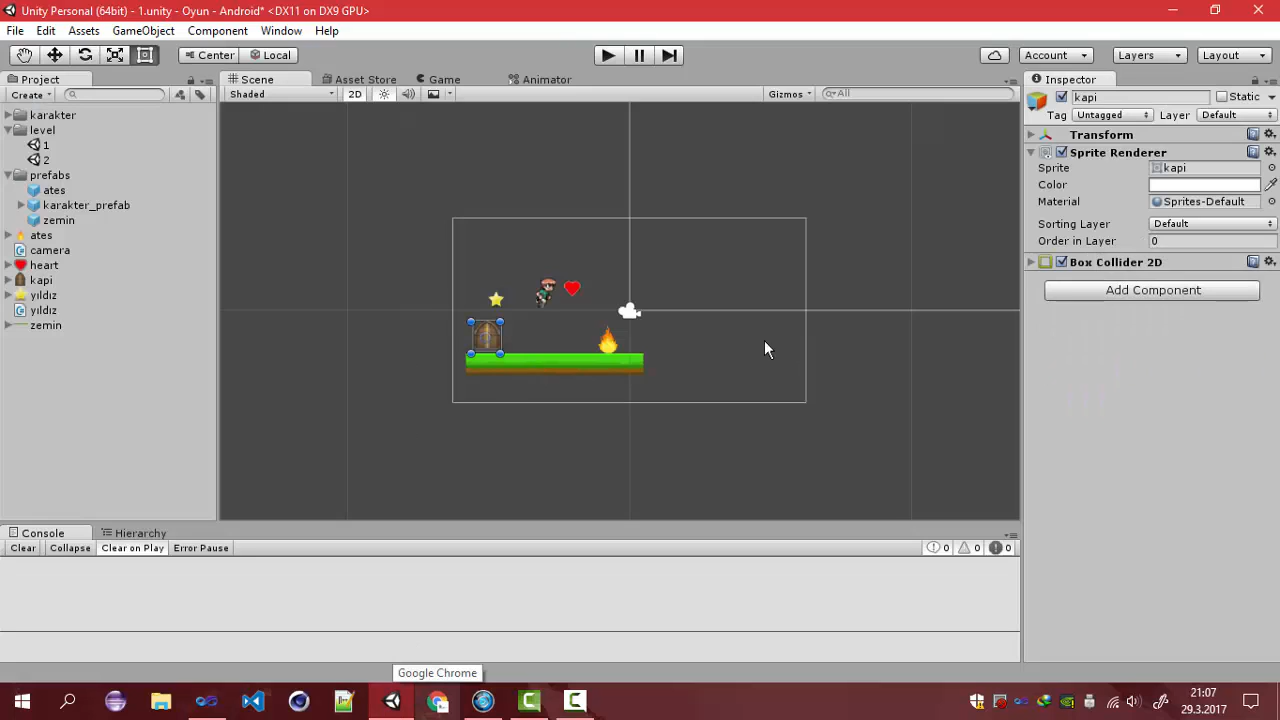 Unity Personal (64bit) - 1.unity - Oyun - Android* <DX11 on DX9 GPU>
File Edit Assets GameObject Component Window Help
Center Local Account Layers Layout
Project Scene Asset Store Game Animator Inspector
Create Shaded 2D Gizmos All
kapi Static
Tag Untagged Layer Default
Transform
Sprite Renderer
Sprite kapi
Color
Material Sprites-Default
Sorting Layer Default
Order in Layer 0
Box Collider 2D
Add Component
karakter
level
1
2
prefabs
ates
karakter_prefab
zemin
ates
camera
heart
kapi
yıldız
yıldız
zemin
Console Hierarchy
Clear Collapse Clear on Play Error Pause 0 0 0
Google Chrome
21:07
29.3.2017